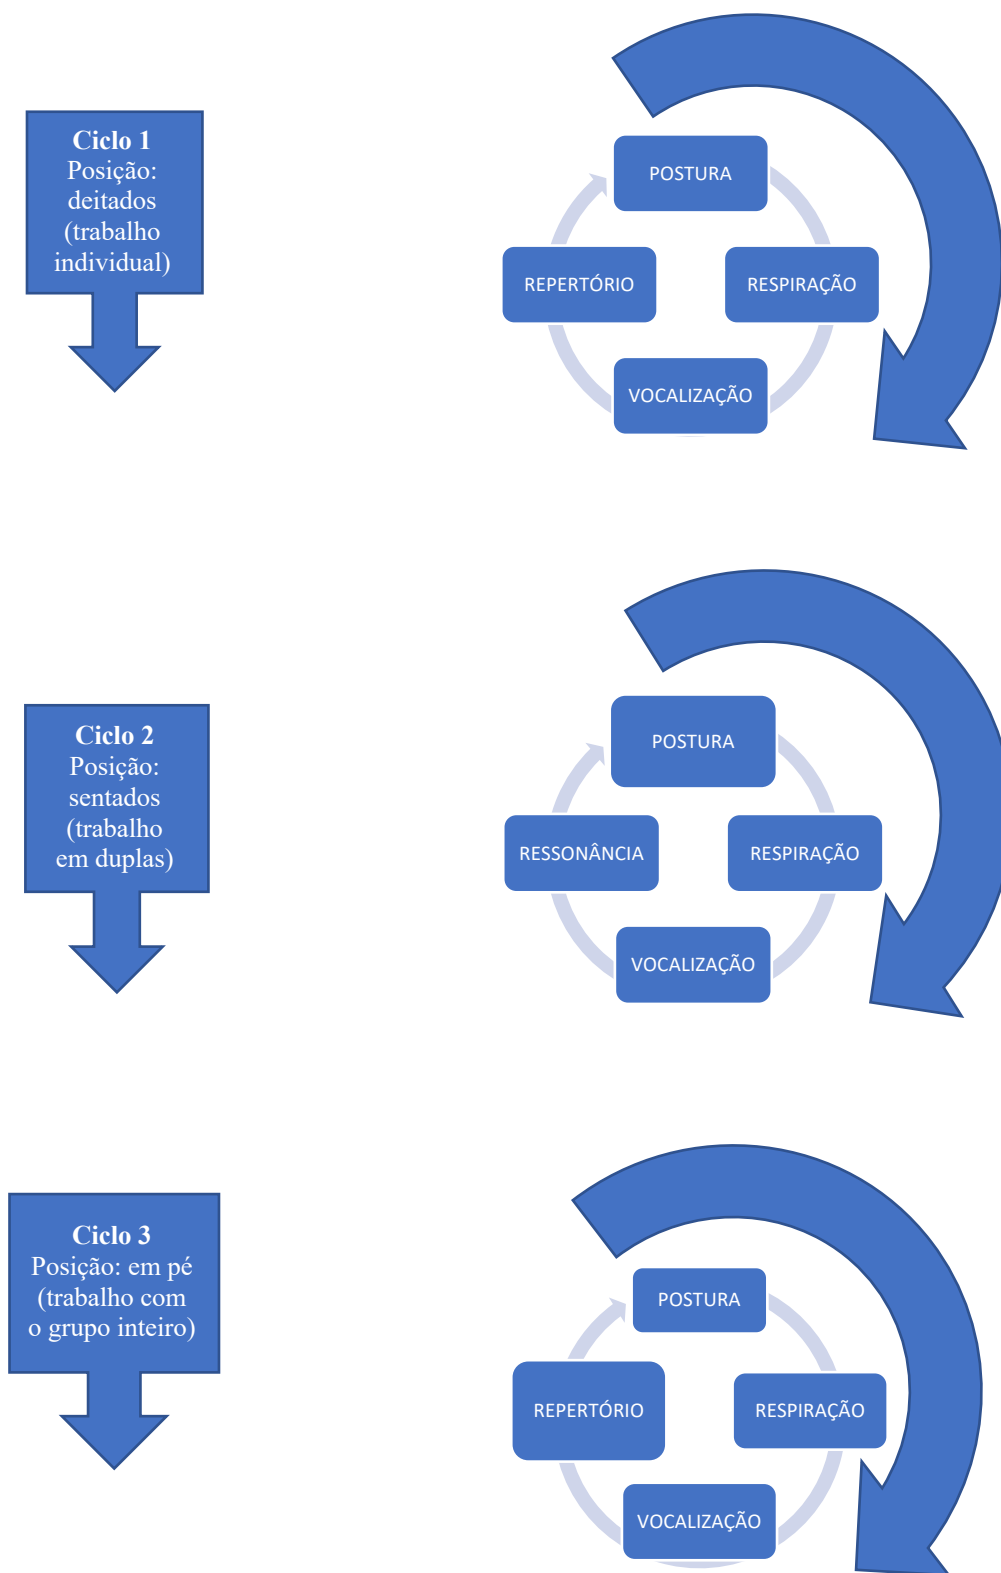 Ciclo 1
Posição:
deitados
(trabalho
individual)
POSTURA
REPERTÓRIO
RESPIRAÇÃO
VOCALIZAÇÃO
Ciclo 2
Posição:
sentados
(trabalho
em duplas)
POSTURA
RESSONÂNCIA
RESPIRAÇÃO
VOCALIZAÇÃO
Ciclo 3
Posição: em pé
(trabalho com
o grupo inteiro)
POSTURA
REPERTÓRIO
RESPIRAÇÃO
VOCALIZAÇÃO